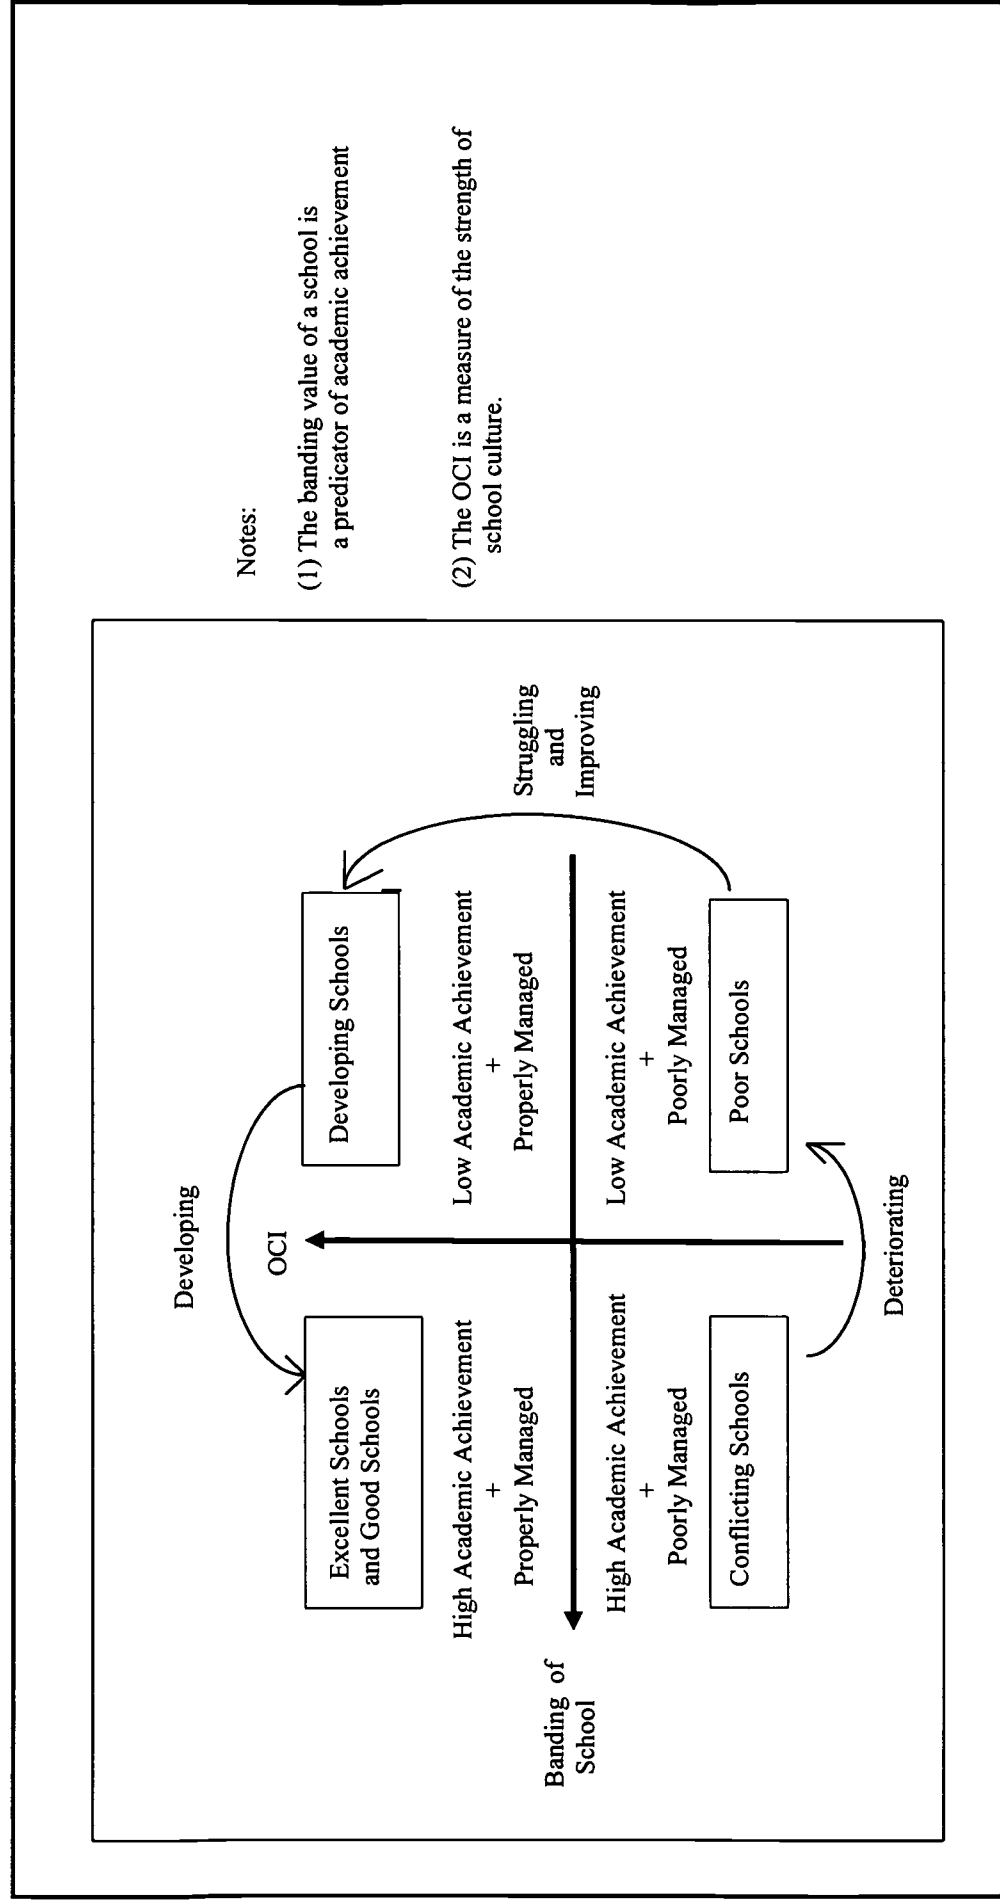 Developing
OCI
Excellent Schools
and Good Schools
Developing Schools
High Academic Achievement
+
Properly Managed
Low Academic Achievement
+
Properly Managed
Banding of
School
Struggling
and
Improving
High Academic Achievement
+
Poorly Managed
Low Academic Achievement
+
Poorly Managed
Conflicting Schools
Poor Schools
Deteriorating
Notes:
(1) The banding value of a school is
a predicator of academic achievement
(2) The OCI is a measure of the strength of
school culture.